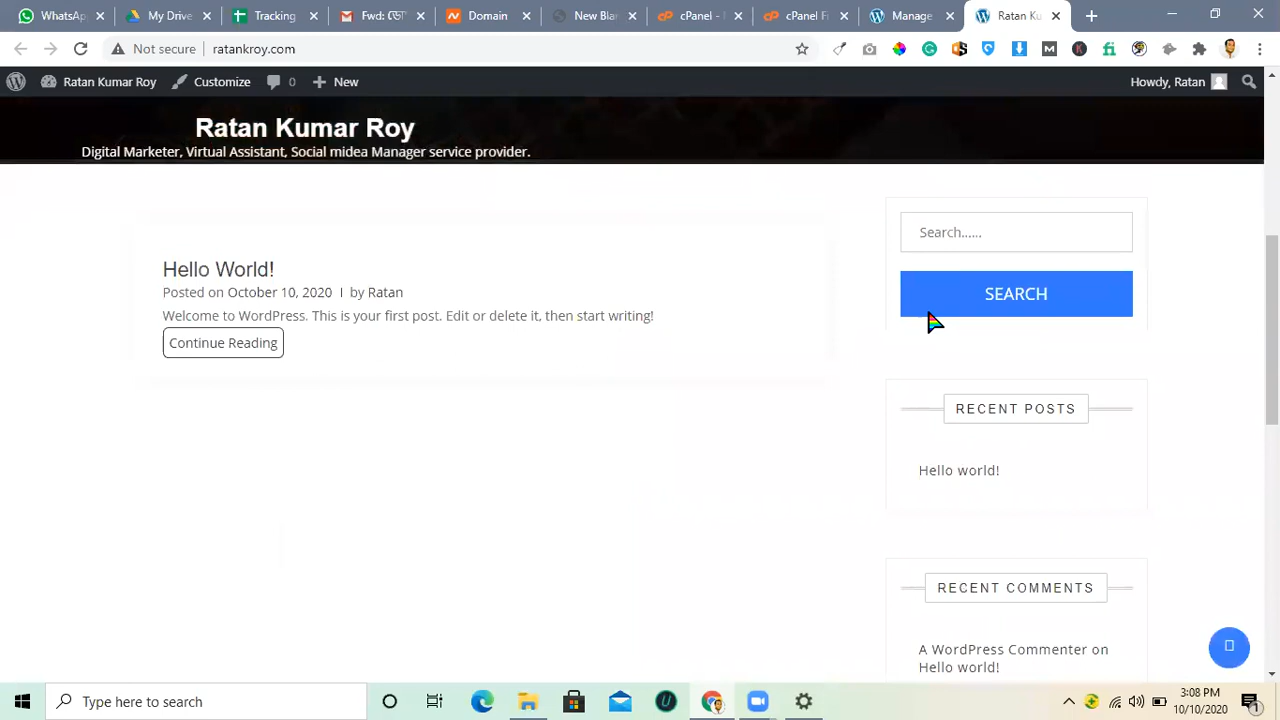 WhatsApp
My Drive
Tracking
Fwd:
Domain
New Bla
cPanel -
cPanel Fi
Manage
Ratan Ku
Not secure
ratankroy.com
Ratan Kumar Roy
Customize
0
New
Howdy, Ratan
Ratan Kumar Roy
Digital Marketer, Virtual Assistant, Social midea Manager service provider.
Hello World!
Posted on October 10, 2020 I by Ratan
Welcome to WordPress. This is your first post. Edit or delete it, then start writing!
Continue Reading
Search......
SEARCH
RECENT POSTS
Hello world!
RECENT COMMENTS
A WordPress Commenter on
Hello world!
Type here to search
3:08 PM
10/10/2020